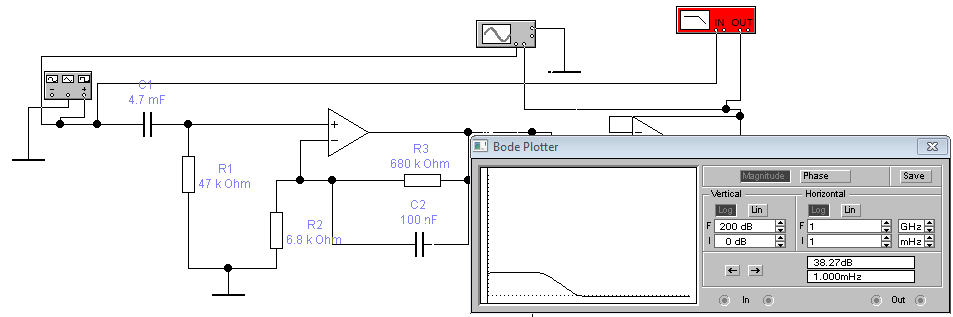 IN OUT
C1
4.7 mF
R1
47 k Ohm
R2
6.8 k Ohm
R3
680 k Ohm
C2
100 nF
Bode Plotter
Magnitude Phase Save
Vertical Horizontal
Log Lin Log Lin
F 200 dB F 1 GHz
I 0 dB I 1 mHz
38.27dB
1.000mHz
In Out